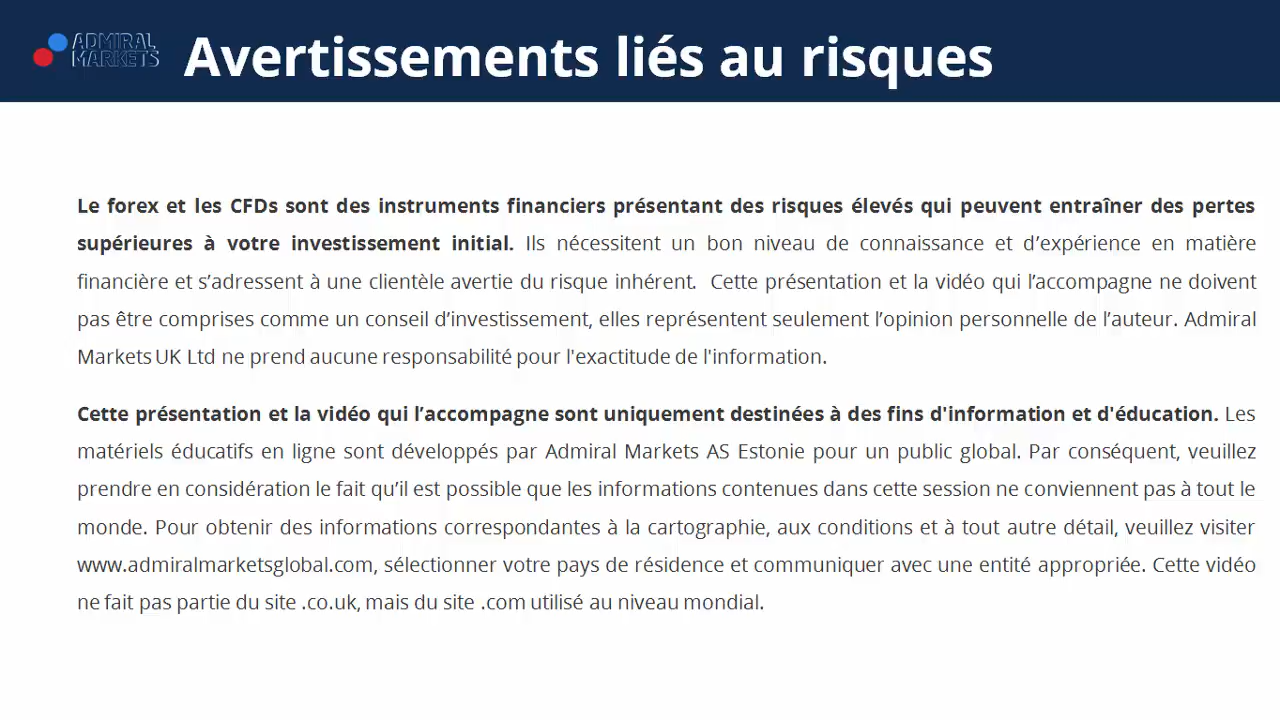 ADMIRAL
MARKETS
Avertissements liés au risques
Le forex et les CFDs sont des instruments financiers présentant des risques élevés qui peuvent entraîner des pertes
supérieures à votre investissement initial. Ils nécessitent un bon niveau de connaissance et d’expérience en matière
financière et s’adressent à une clientèle avertie du risque inhérent. Cette présentation et la vidéo qui l’accompagne ne doivent
pas être comprises comme un conseil d’investissement, elles représentent seulement l’opinion personnelle de l’auteur. Admiral
Markets UK Ltd ne prend aucune responsabilité pour l'exactitude de l'information.
Cette présentation et la vidéo qui l’accompagne sont uniquement destinées à des fins d'information et d'éducation. Les
matériels éducatifs en ligne sont développés par Admiral Markets AS Estonie pour un public global. Par conséquent, veuillez
prendre en considération le fait qu’il est possible que les informations contenues dans cette session ne conviennent pas à tout le
monde. Pour obtenir des informations correspondantes à la cartographie, aux conditions et à tout autre détail, veuillez visiter
www.admiralmarketsglobal.com, sélectionner votre pays de résidence et communiquer avec une entité appropriée. Cette vidéo
ne fait pas partie du site .co.uk, mais du site .com utilisé au niveau mondial.